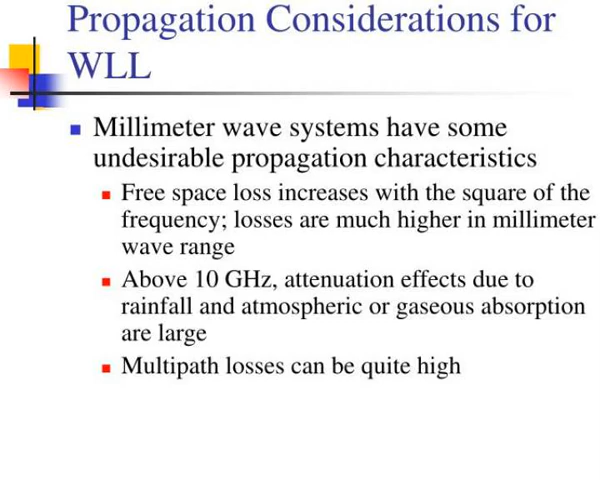 Propagation Considerations for
WLL
Millimeter wave systems have some
undesirable propagation characteristics
Free space loss increases with the square of the
frequency; losses are much higher in millimeter
wave range
Above 10 GHz, attenuation effects due to
rainfall and atmospheric or gaseous absorption
are large
Multipath losses can be quite high